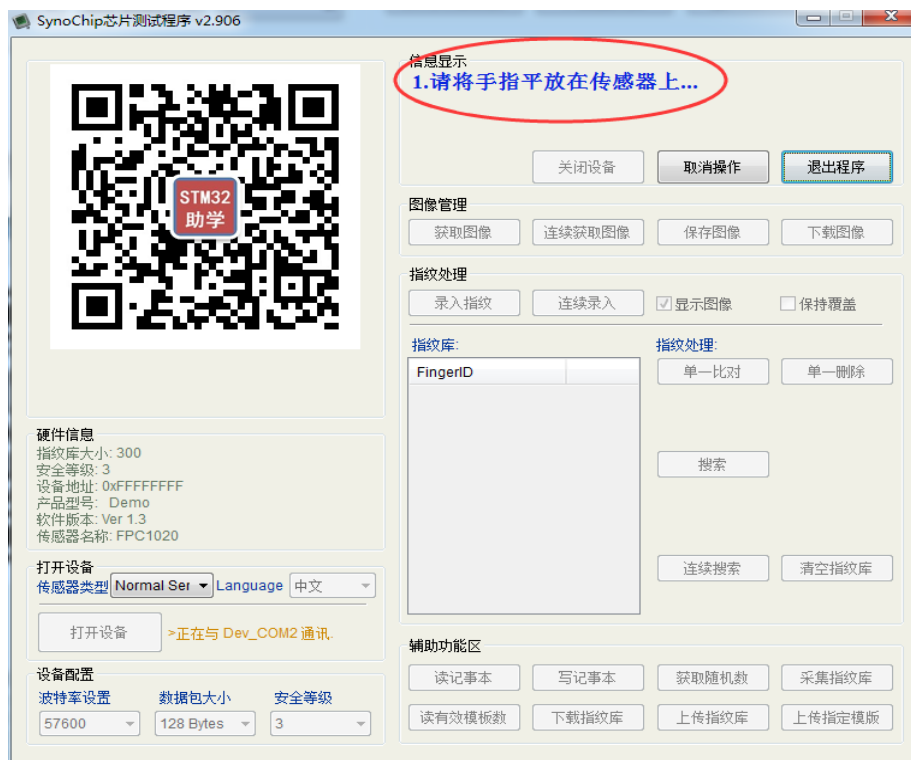 SynoChip芯片测试程序 v2.906
STM32
助学
信息显示
1.请将手指平放在传感器上...
关闭设备
取消操作
退出程序
图像管理
获取图像
连续获取图像
保存图像
下载图像
指纹处理
录入指纹
连续录入
显示图像
保持覆盖
指纹库:
指纹处理:
FingerID
单一比对
单一删除
搜索
连续搜索
清空指纹库
硬件信息
指纹库大小: 300
安全等级: 3
设备地址: 0xFFFFFFFF
产品型号: Demo
软件版本: Ver 1.3
传感器名称: FPC1020
打开设备
传感器类型 Normal Ser Language 中文
打开设备 >正在与 Dev_COM2 通讯.
设备配置
波特率设置 数据包大小 安全等级
57600 128 Bytes 3
辅助功能区
读记事本
写记事本
获取随机数
采集指纹库
读有效模板数
下载指纹库
上传指纹库
上传指定模版